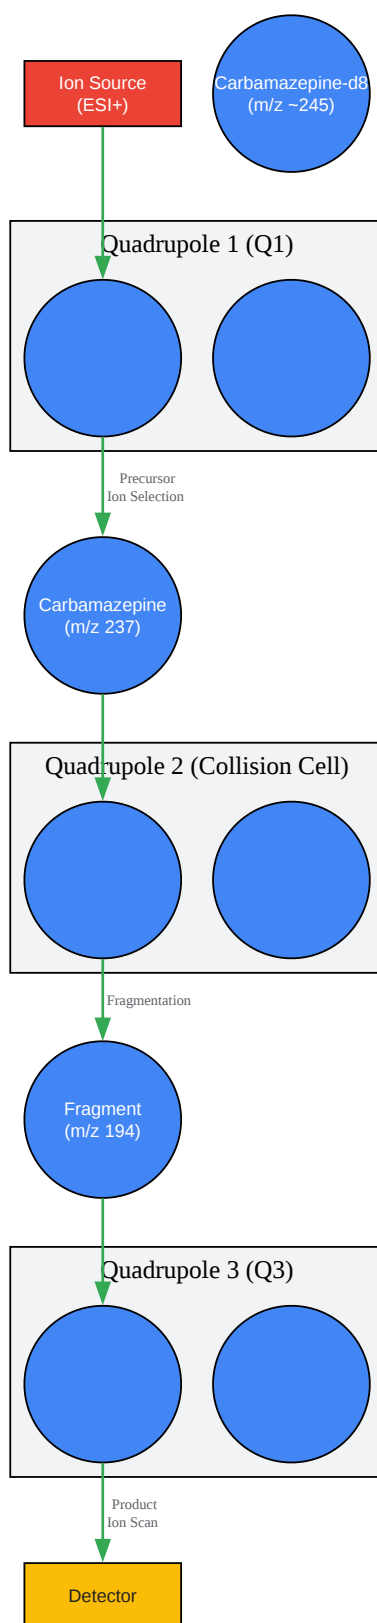 Ion Source
(ESI+)
Carbamazepine-d8
(m/z ~245)
Quadrupole 1 (Q1)
Precursor
Ion Selection
Carbamazepine
(m/z 237)
Quadrupole 2 (Collision Cell)
Fragmentation
Fragment
(m/z 194)
Quadrupole 3 (Q3)
Product
Ion Scan
Detector